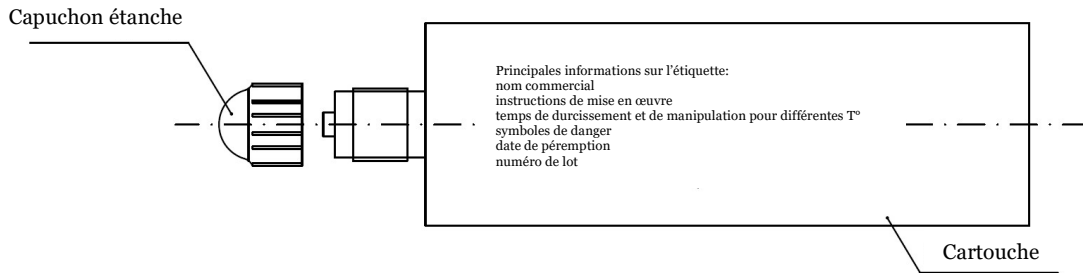 Capuchon étanche
Principales informations sur l'étiquette:
nom commercial
instructions de mise en œuvre
temps de durcissement et de manipulation pour différentes T°
symboles de danger
date de péremption
numéro de lot
Cartouche